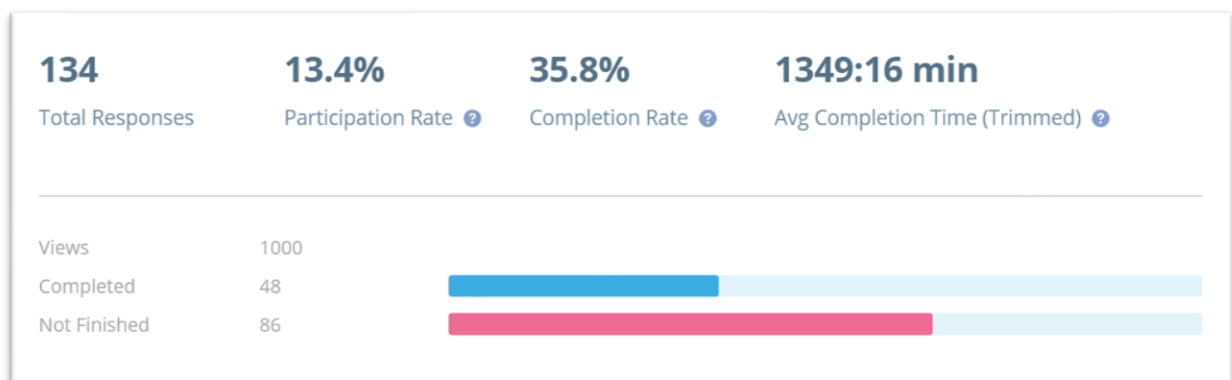 134 13.4% 35.8% 1349:16 min
Total Responses Participation Rate ? Completion Rate ? Avg Completion Time (Trimmed) ?
Views 1000
Completed 48
Not Finished 86